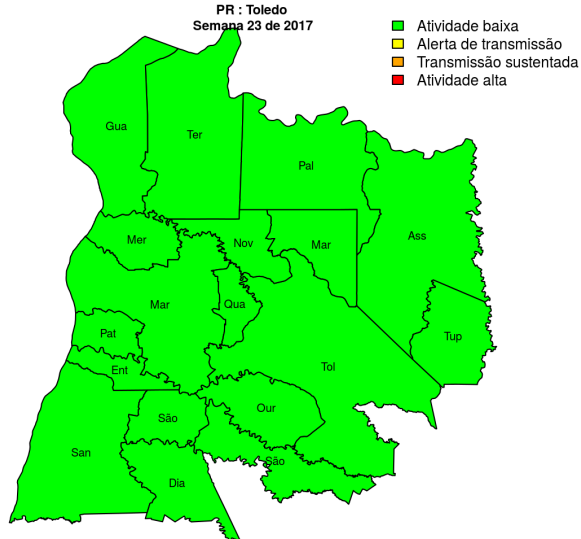 PR : Toledo
Semana 23 de 2017
Atividade baixa
Alerta de transmissão
Transmissão sustentada
Atividade alta
Gua
Ter
Pal
Ass
Mer
Nov
Mar
Mar
Qua
Pat
Tup
Ent
Tol
São
Our
San
São
Dia